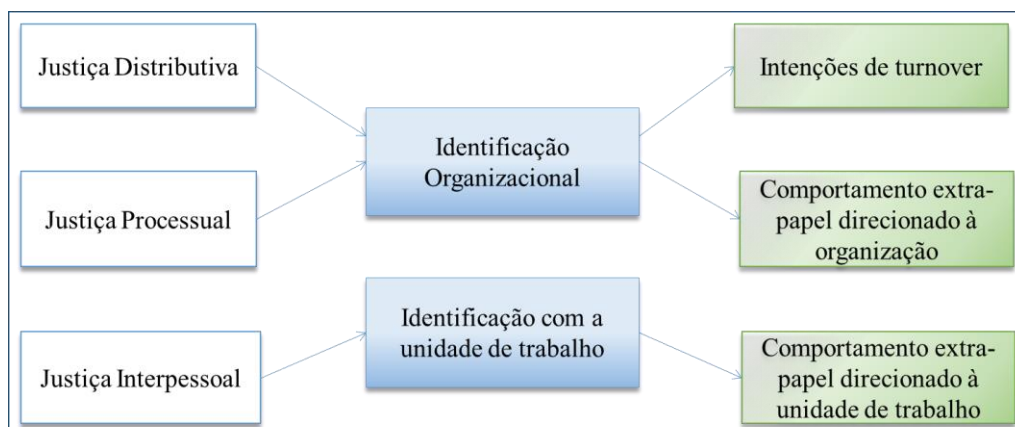 Justiça Distributiva
Justiça Processual
Justiça Interpessoal
Identificação
Organizacional
Identificação com a
unidade de trabalho
Intenções de turnover
Comportamento extra-
papel direcionado à
organização
Comportamento extra-
papel direcionado à
unidade de trabalho